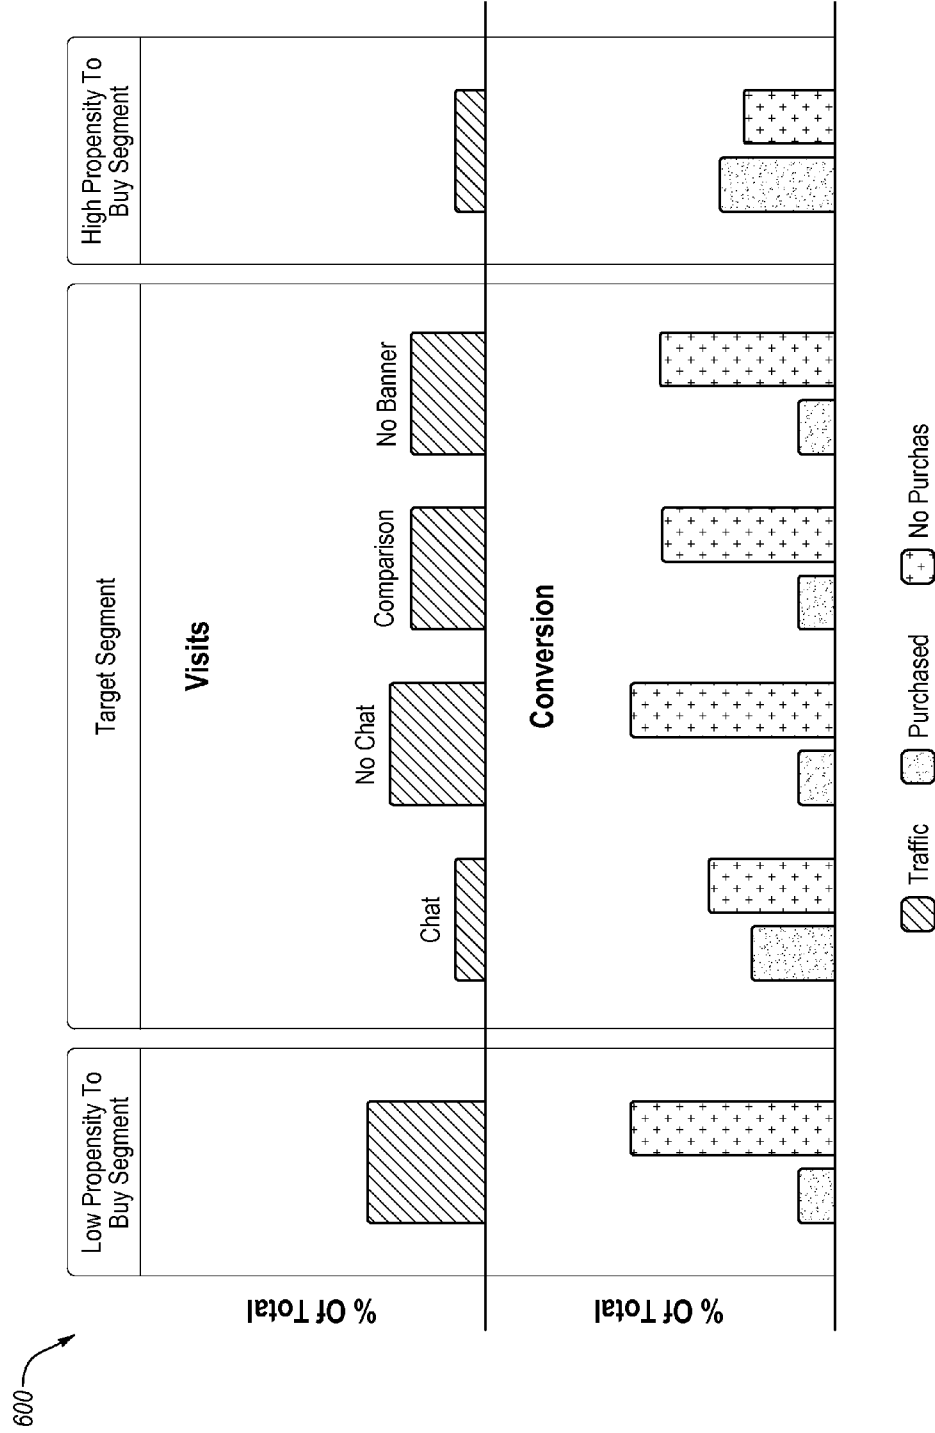 600
Low Propensity To
Buy Segment
Target Segment
High Propensity To
Buy Segment
% Of Total
Visits
Chat
No Chat
Comparison
No Banner
% Of Total
Conversion
Traffic
Purchased
No Purchas